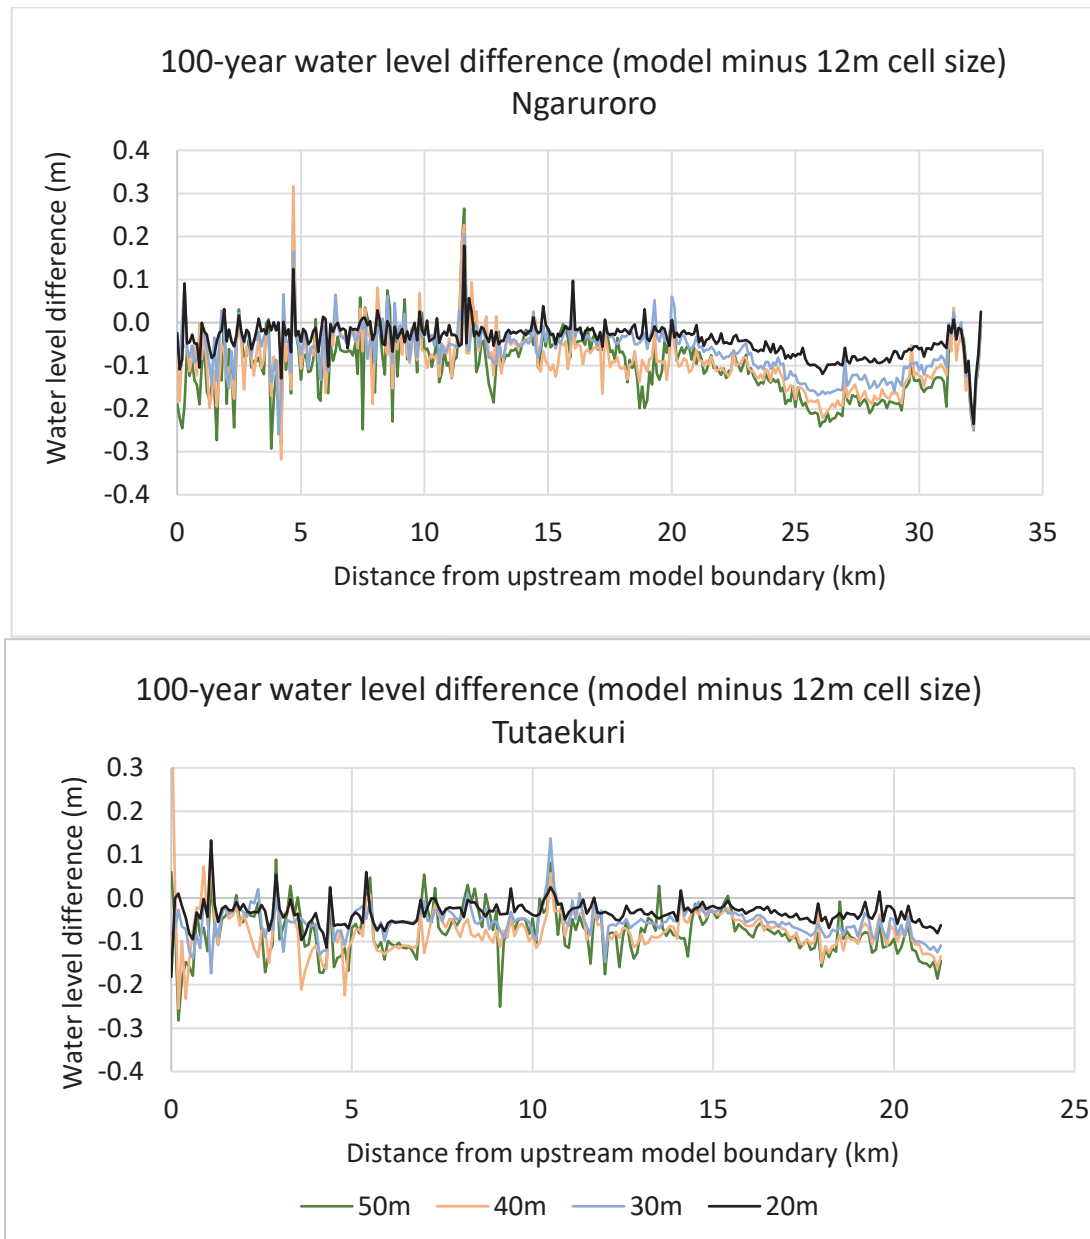 100-year water level difference (model minus 12m cell size)
Ngaruroro
Water level difference (m)
0.4
0.3
0.2
0.1
0.0
-0.1
-0.2
-0.3
-0.4
0 5 10 15 20 25 30 35
Distance from upstream model boundary (km)
100-year water level difference (model minus 12m cell size)
Tutaekuri
Water level difference (m)
0.3
0.2
0.1
0.0
-0.1
-0.2
-0.3
-0.4
0 5 10 15 20 25
Distance from upstream model boundary (km)
50m 40m 30m 20m